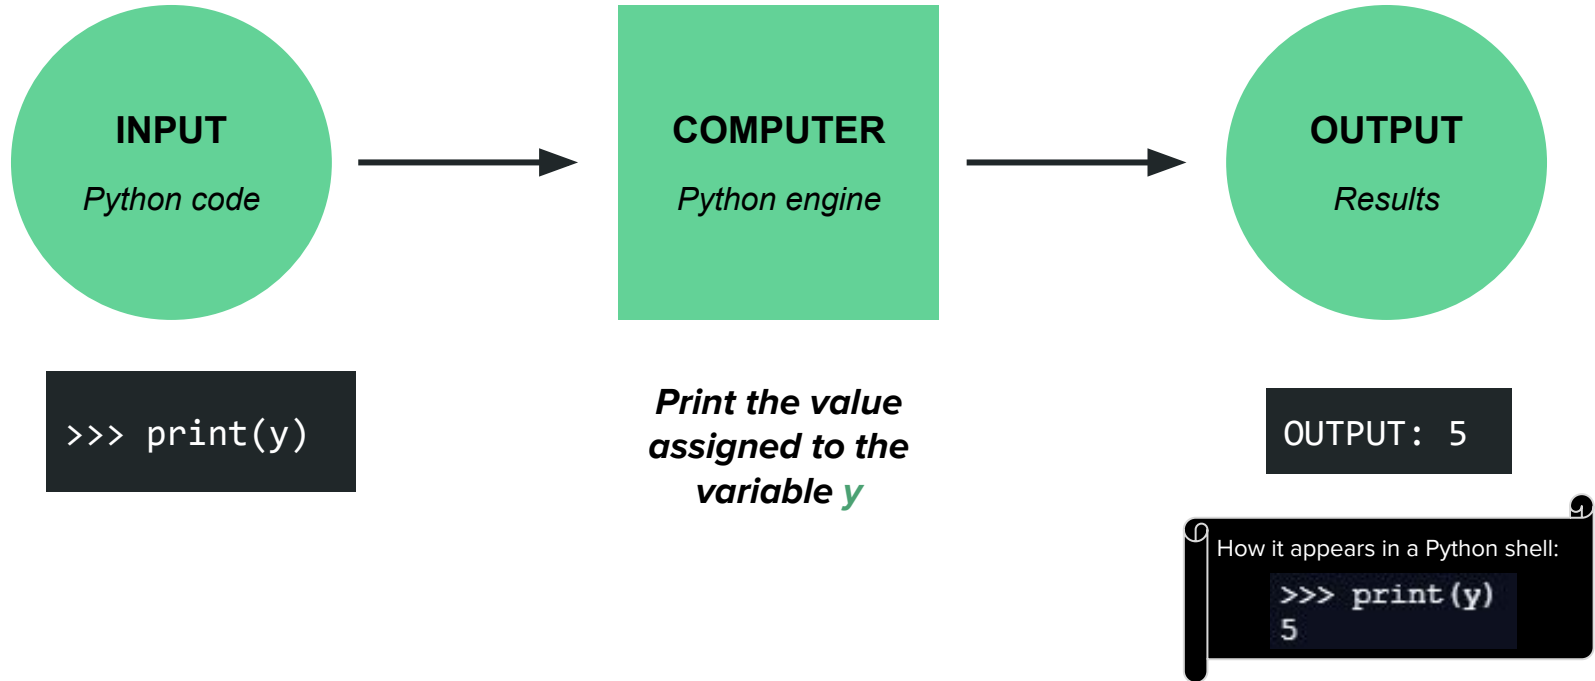 INPUT
Python code
COMPUTER
Python engine
OUTPUT
Results
>>> print(y)
Print the value
assigned to the
variable y
OUTPUT: 5
How it appears in a Python shell:
>>> print(y)
5